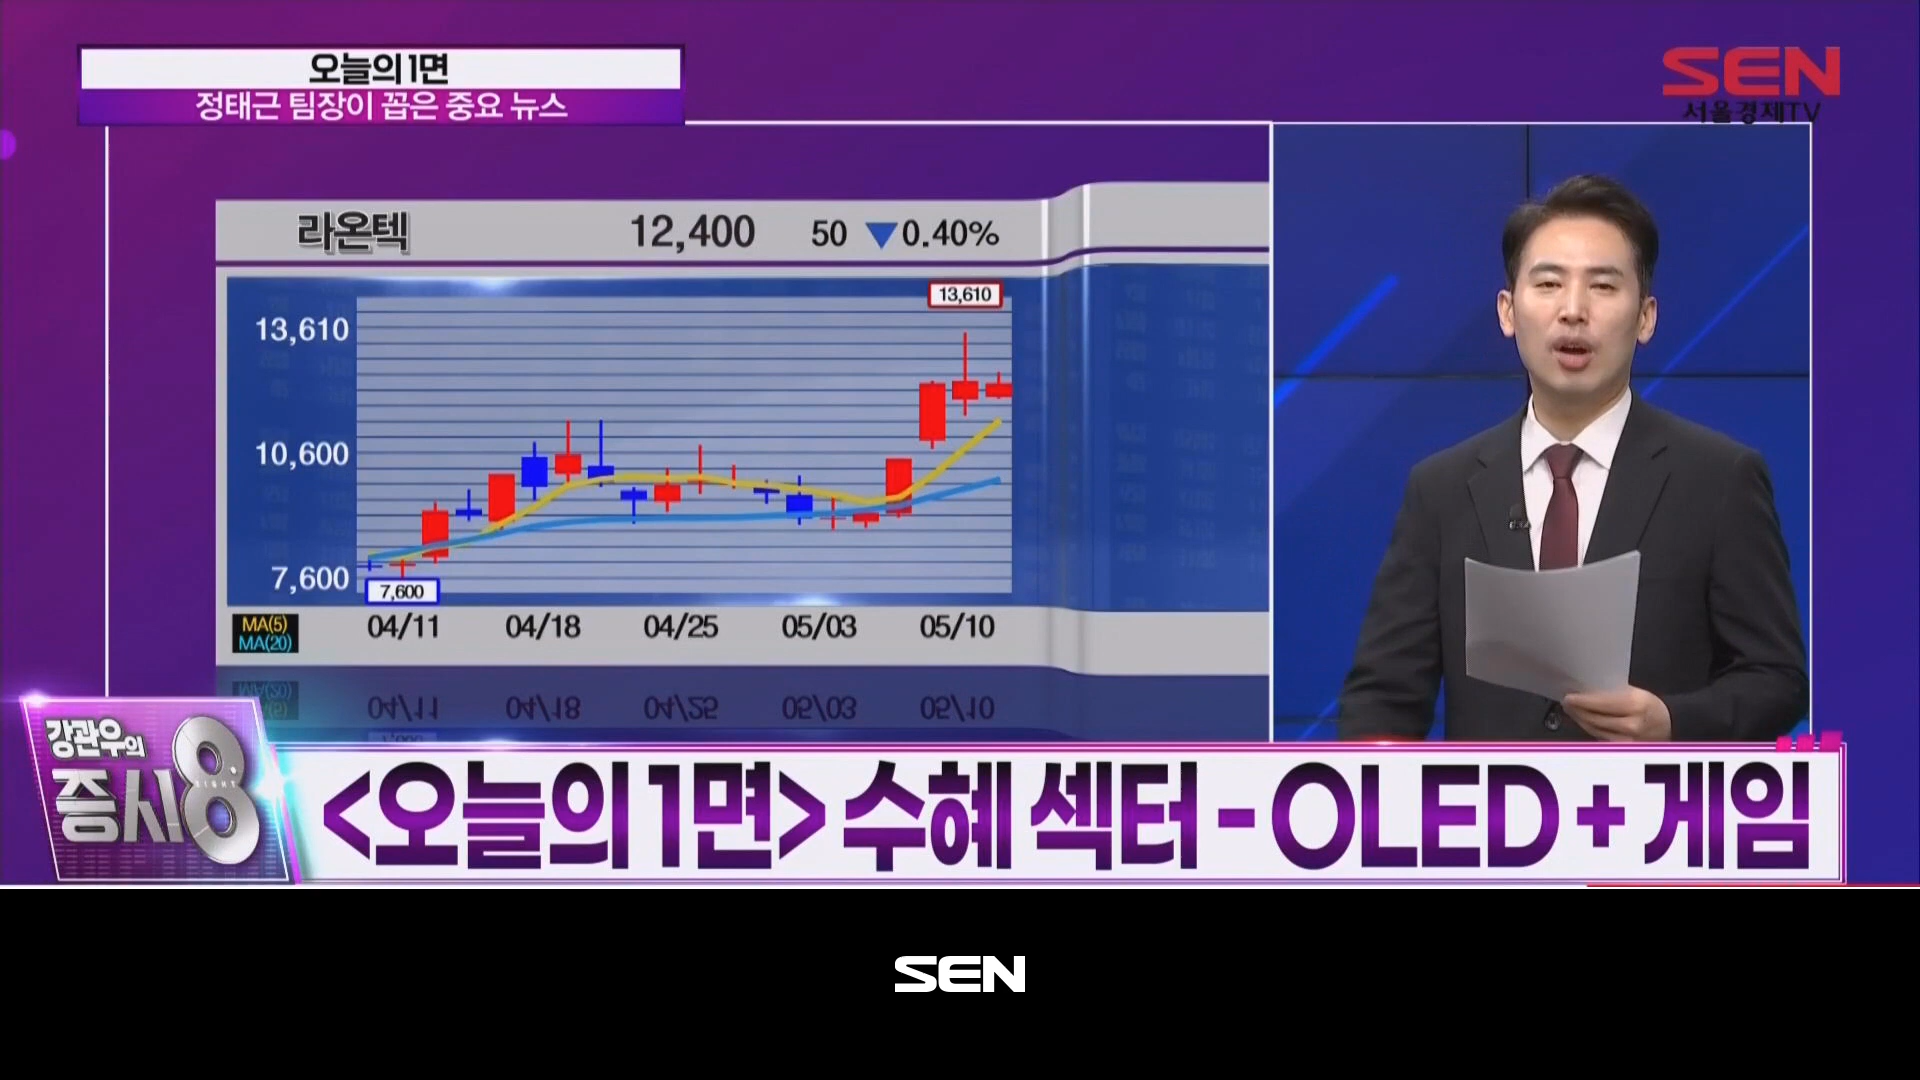 오늘의 1면
정태근 팀장이 꼽은 중요 뉴스
SEN
서울경제TV
라온텍 12,400 50 ▼0.40%
13,610
13,610
10,600
7,600
7,600
MA(5)
MA(20)
04/11 04/18 04/25 05/03 05/10
강관우의
증시8
<오늘의 1면> 수혜 섹터 - OLED + 게임
SEN